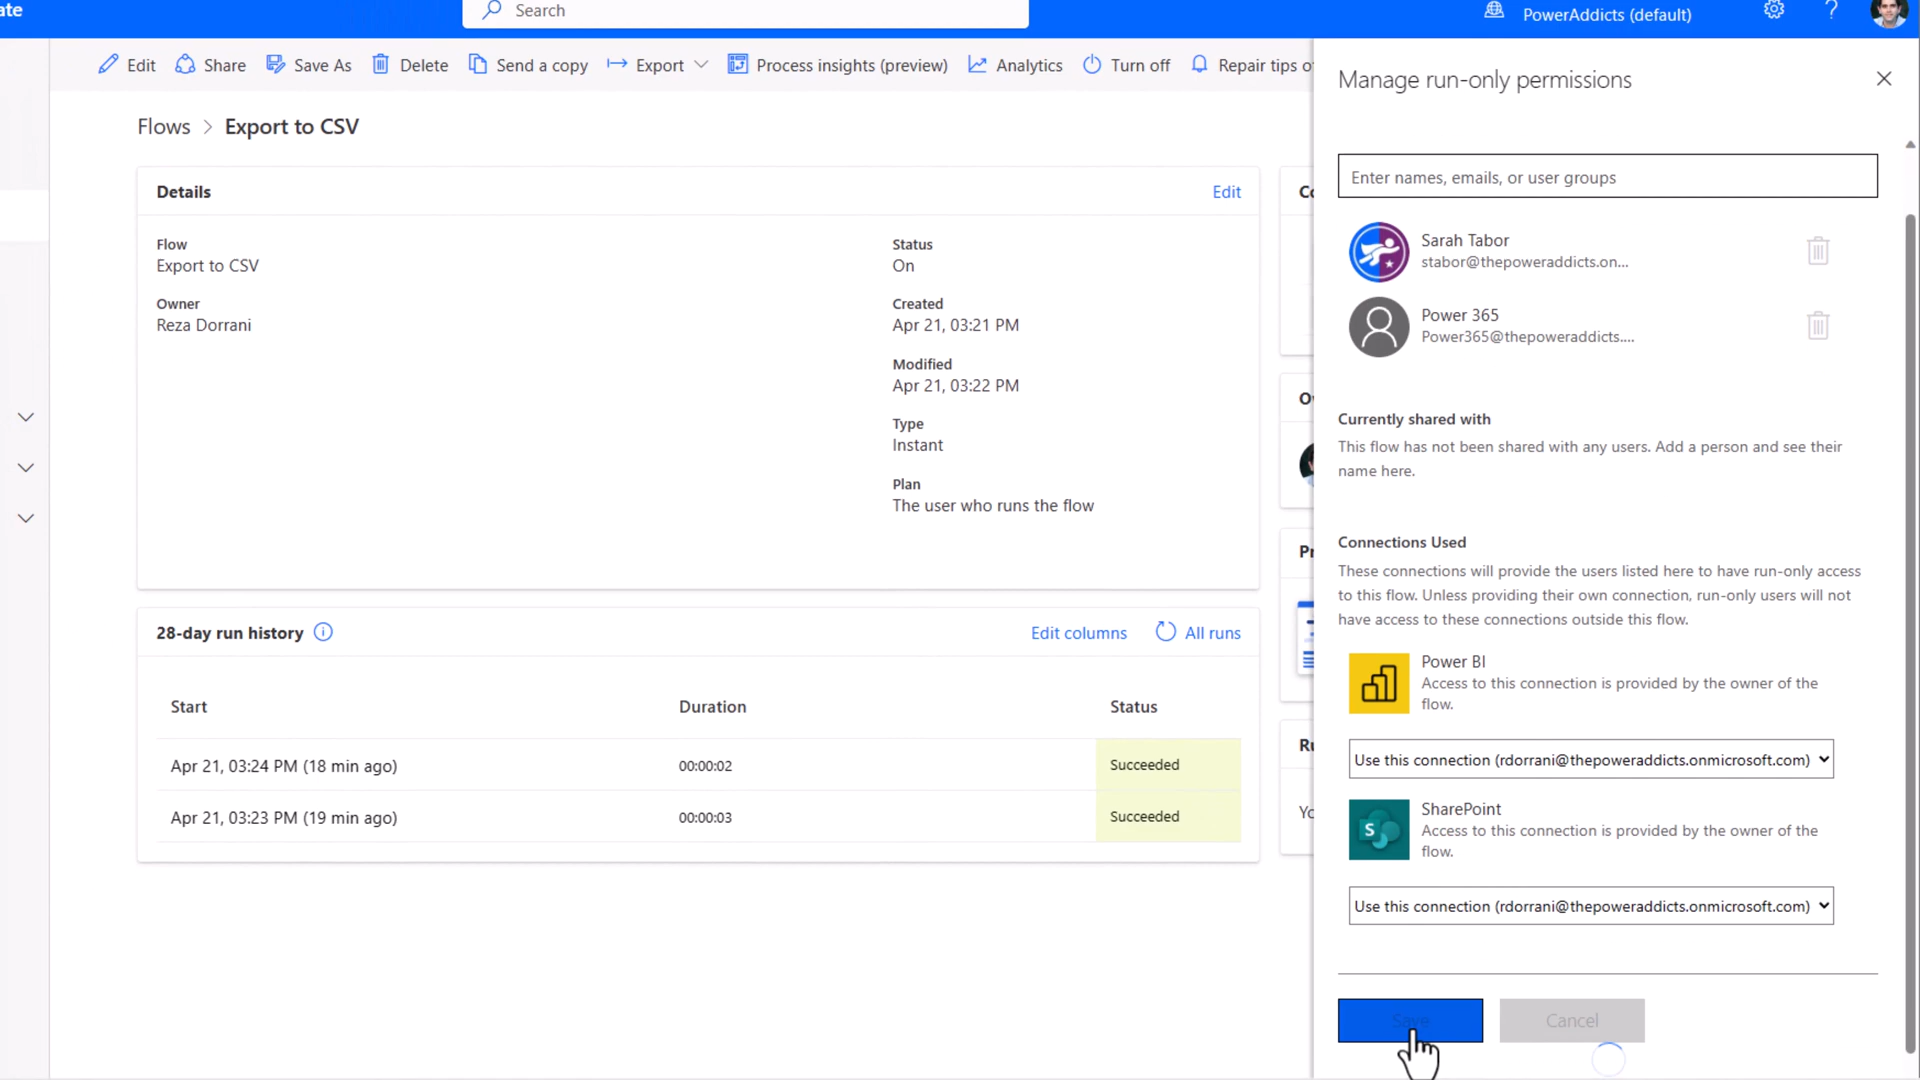 ate
Search
PowerAddicts (default)
?
Edit
Share
Save As
Delete
Send a copy
Export
Process insights (preview)
Analytics
Turn off
Repair tips o
Flows > Export to CSV
Details
Edit
Flow
Export to CSV
Owner
Reza Dorrani
Status
On
Created
Apr 21, 03:21 PM
Modified
Apr 21, 03:22 PM
Type
Instant
Plan
The user who runs the flow
28-day run history
Edit columns
All runs
Start
Duration
Status
Apr 21, 03:24 PM (18 min ago)
00:00:02
Succeeded
Apr 21, 03:23 PM (19 min ago)
00:00:03
Succeeded
Co
Ov
Pr
Ru
Yo
Manage run-only permissions
Enter names, emails, or user groups
Sarah Tabor
stabor@thepoweraddicts.on...
Power 365
Power365@thepoweraddicts....
Currently shared with
This flow has not been shared with any users. Add a person and see their
name here.
Connections Used
These connections will provide the users listed here to have run-only access
to this flow. Unless providing their own connection, run-only users will not
have access to these connections outside this flow.
Power BI
Access to this connection is provided by the owner of the
flow.
Use this connection (rdorrani@thepoweraddicts.onmicrosoft.com)
S
SharePoint
Access to this connection is provided by the owner of the
flow.
Use this connection (rdorrani@thepoweraddicts.onmicrosoft.com)
Save
Cancel